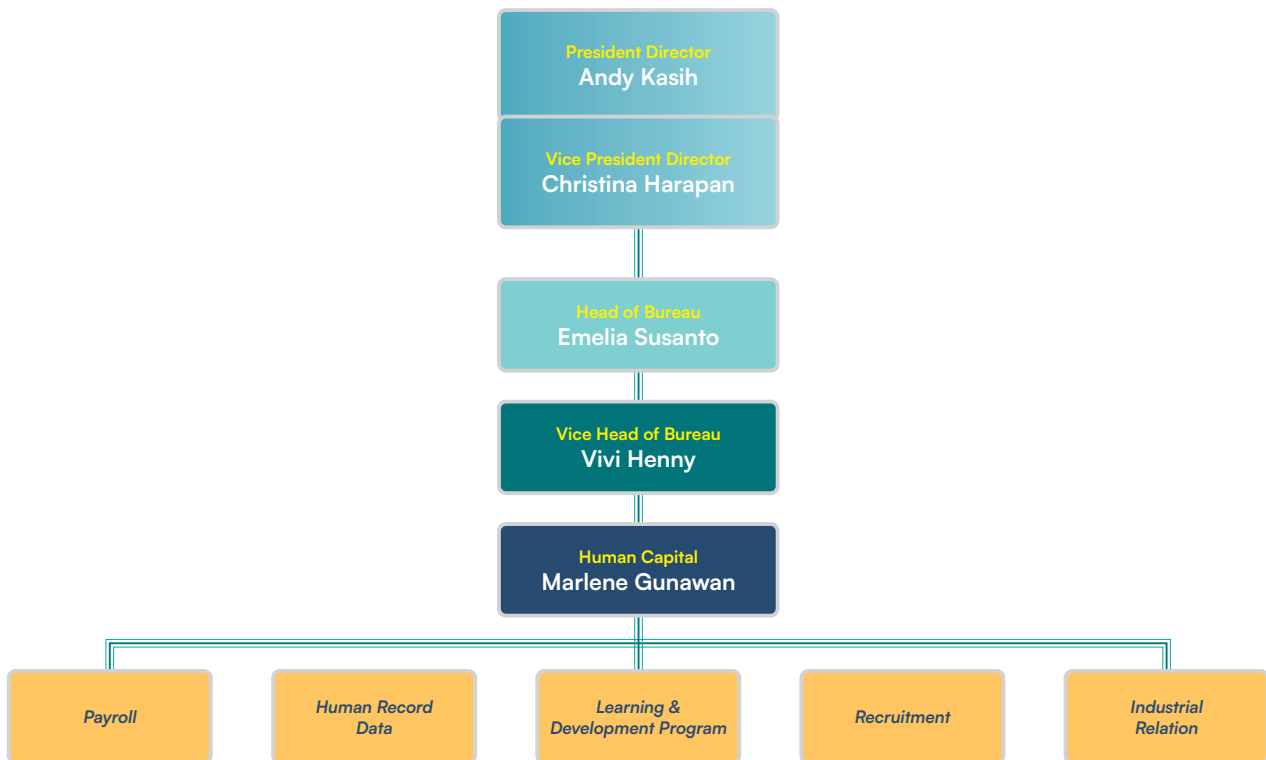 President Director
Andy Kasih
Vice President Director
Christina Harapan
Head of Bureau
Emelia Susanto
Vice Head of Bureau
Vivi Henny
Human Capital
Marlene Gunawan
Payroll
Human Record
Data
Learning &
Development Program
Recruitment
Industrial
Relation